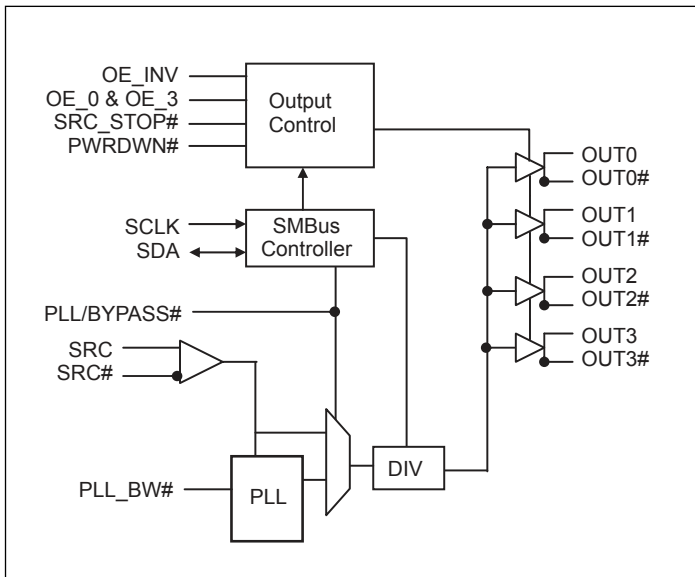 OE_INV
OE_0 & OE_3
SRC_STOP#
PWRDWN#
Output
Control
OUT0
OUT0#
OUT1
OUT1#
OUT2
OUT2#
OUT3
OUT3#
SCLK
SDA
SMBus
Controller
PLL/BYPASS#
SRC
SRC#
PLL_BW#
PLL
DIV